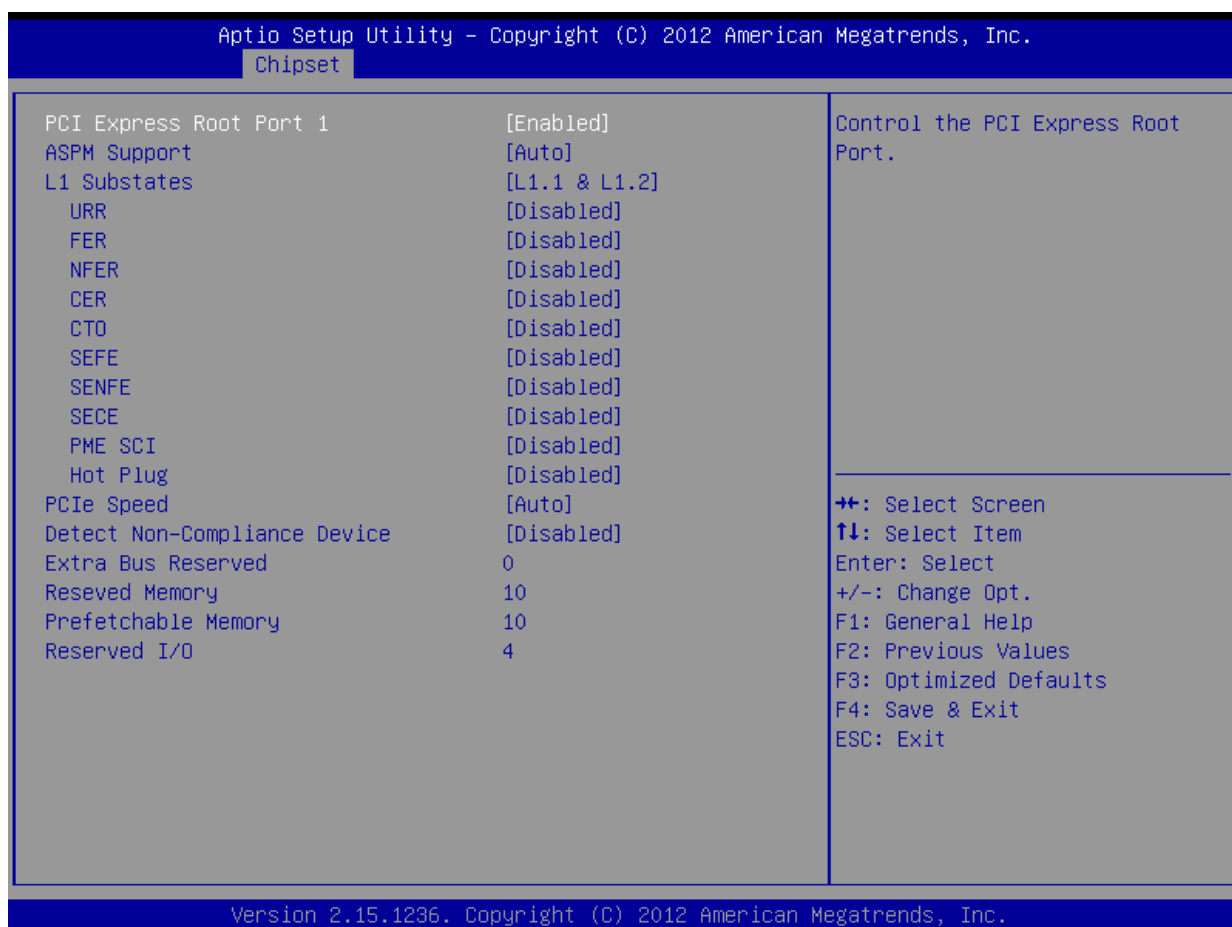 Aptio Setup Utility – Copyright (C) 2012 American Megatrends, Inc.
Chipset
PCI Express Root Port 1 [Enabled]
ASPM Support [Auto]
L1 Substates [L1.1 & L1.2]
URR [Disabled]
FER [Disabled]
NFER [Disabled]
CER [Disabled]
CTO [Disabled]
SEFE [Disabled]
SENFE [Disabled]
SECE [Disabled]
PME SCI [Disabled]
Hot Plug [Disabled]
PCIe Speed [Auto]
Detect Non-Compliance Device [Disabled]
Extra Bus Reserved 0
Reseved Memory 10
Prefetchable Memory 10
Reserved I/O 4
Control the PCI Express Root
Port.
→←: Select Screen
↑↓: Select Item
Enter: Select
+/-: Change Opt.
F1: General Help
F2: Previous Values
F3: Optimized Defaults
F4: Save & Exit
ESC: Exit
Version 2.15.1236. Copyright (C) 2012 American Megatrends, Inc.